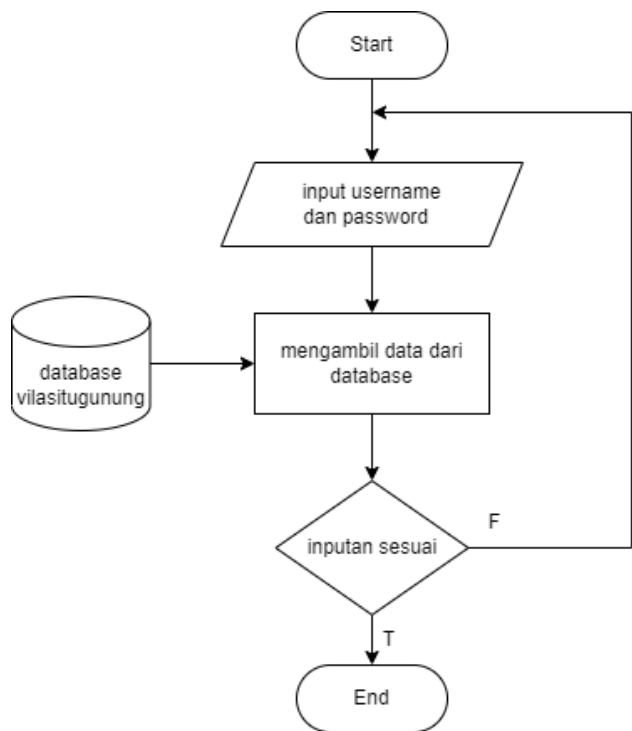 Start
input username
dan password
mengambil data dari
database
database
vilasitugunung
inputan sesuai
F
T
End